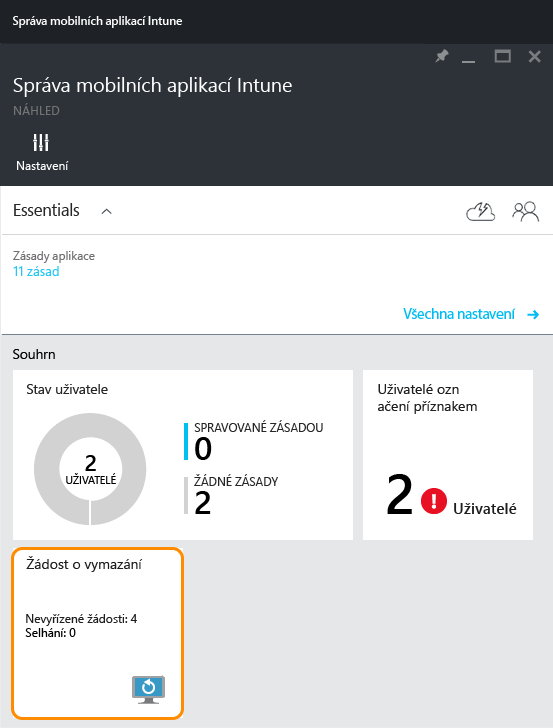 Správa mobilních aplikací Intune
Správa mobilních aplikací Intune
NÁHLED
Nastavení
Essentials
Zásady aplikace
11 zásad
Všechna nastavení →
Souhrn
Stav uživatele
2
UŽIVATELÉ
SPRAVOVANÉ ZÁSADOU
0
ŽÁDNÉ ZÁSADY
2
Uživatelé ozn
ačení příznakem
2 ! Uživatelé
Žádost o vymazání
Nevyřízené žádosti: 4
Selhání: 0